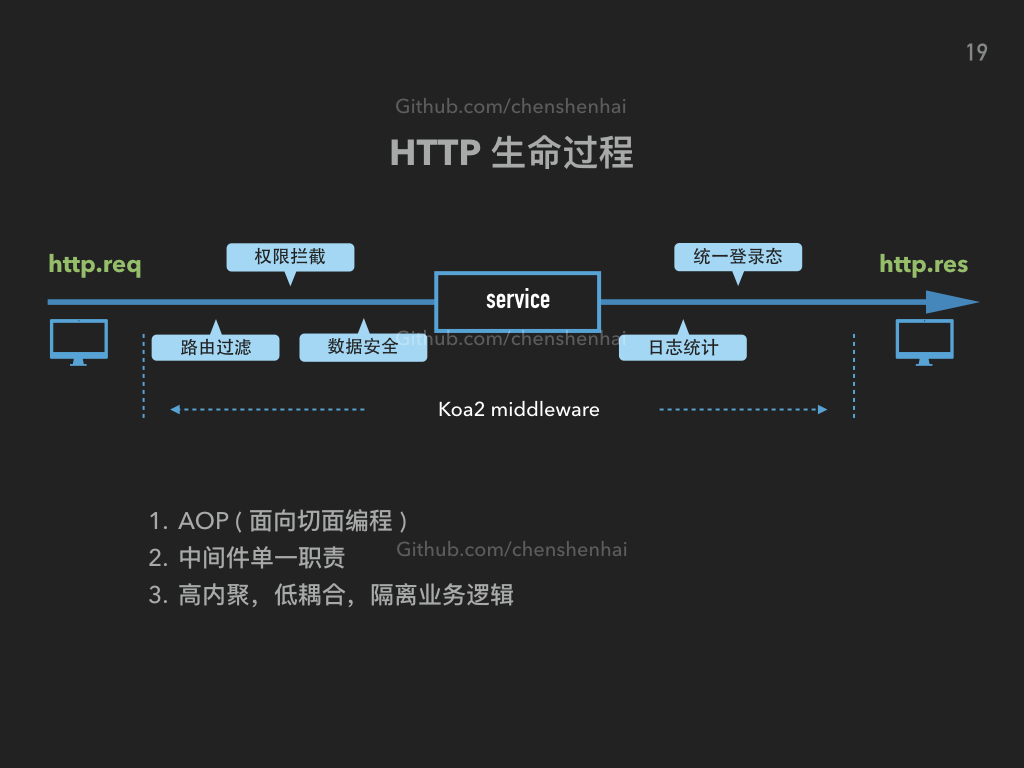 19
Github.com/chenshenhai
HTTP 生命过程
http.req
权限拦截
统一登录态
http.res
service
路由过滤
数据安全
Github.com/chenshenhai
日志统计
Koa2 middleware
1. AOP ( 面向切面编程 )
2. 中间件单一职责
Github.com/chenshenhai
3. 高内聚，低耦合，隔离业务逻辑